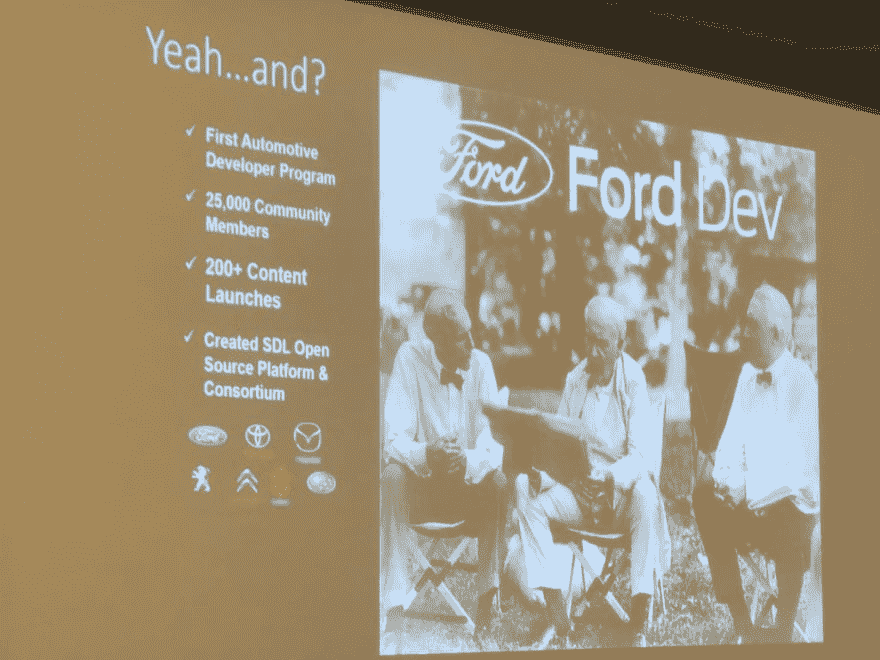 Yeah...and?
✓ First Automotive
Developer Program
✓ 25,000 Community
Members
✓ 200+ Content
Launches
✓ Created SDL Open
Source Platform &
Consortium
Ford
Ford Dev